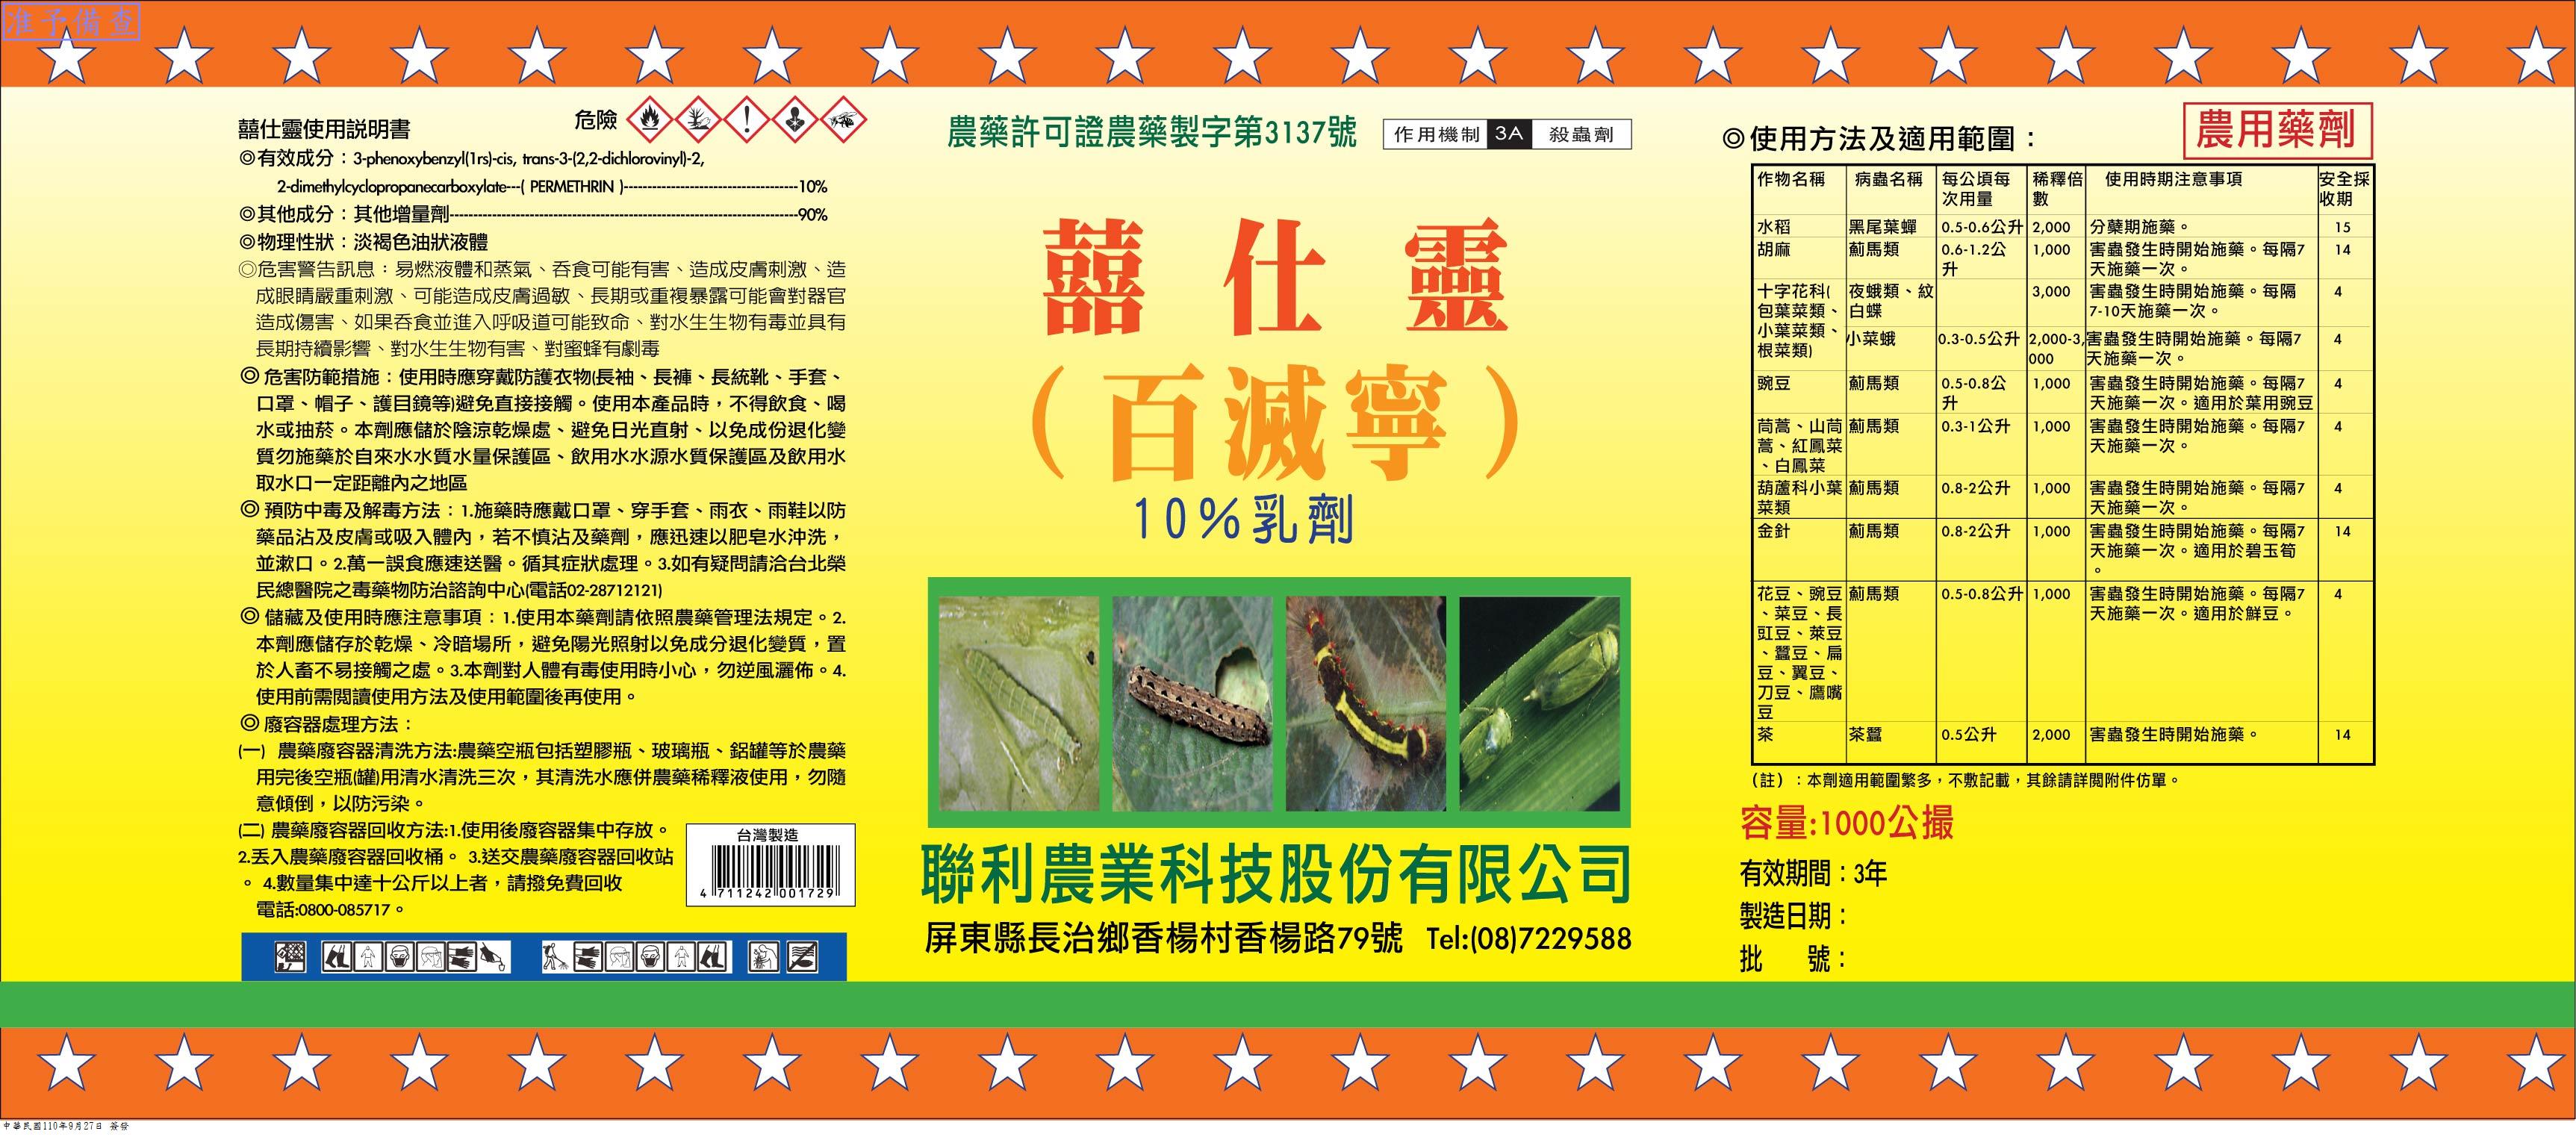 准予備查
囍仕靈使用說明書
危險
◎有效成分：3-phenoxybenzyl(1rs)-cis, trans-3-(2,2-dichlorovinyl)-2,
2-dimethylcyclopropanecarboxylate---( PERMETHRIN )-------------------------------------10%
◎其他成分：其他增量劑--------------------------------------------------------------------------90%
◎物理性狀：淡褐色油狀液體
◎危害警告訊息：易燃液體和蒸氣、吞食可能有害、造成皮膚刺激、造
成眼睛嚴重刺激、可能造成皮膚過敏、長期或重複暴露可能會對器官
造成傷害、如果吞食並進入呼吸道可能致命、對水生生物有毒並具有
長期持續影響、對水生生物有害、對蜜蜂有劇毒
◎ 危害防範措施：使用時應穿戴防護衣物(長袖、長褲、長統靴、手套、
口罩、帽子、護目鏡等)避免直接接觸。使用本產品時，不得飲食、喝
水或抽菸。本劑應儲於陰涼乾燥處、避免日光直射、以免成份退化變
質勿施藥於自來水水質水量保護區、飲用水水源水質保護區及飲用水
取水口一定距離內之地區
◎ 預防中毒及解毒方法：1.施藥時應戴口罩、穿手套、雨衣、雨鞋以防
藥品沾及皮膚或吸入體內，若不慎沾及藥劑，應迅速以肥皂水沖洗，
並漱口。2.萬一誤食應速送醫。循其症狀處理。3.如有疑問請洽台北榮
民總醫院之毒藥物防治諮詢中心(電話02-28712121)
◎ 儲藏及使用時應注意事項：1.使用本藥劑請依照農藥管理法規定。2.
本劑應儲存於乾燥、冷暗場所，避免陽光照射以免成分退化變質，置
於人畜不易接觸之處。3.本劑對人體有毒使用時小心，勿逆風灑佈。4.
使用前需閱讀使用方法及使用範圍後再使用。
◎ 廢容器處理方法：
(一) 農藥廢容器清洗方法:農藥空瓶包括塑膠瓶、玻璃瓶、鋁罐等於農藥
用完後空瓶(罐)用清水清洗三次，其清洗水應併農藥稀釋液使用，勿隨
意傾倒，以防污染。
(二) 農藥廢容器回收方法:1.使用後廢容器集中存放。
2.丟入農藥廢容器回收桶。 3.送交農藥廢容器回收站
。 4.數量集中達十公斤以上者，請撥免費回收
電話:0800-085717。
台灣製造
4 711242 001729
農藥許可證農藥製字第3137號
作用機制 3A 殺蟲劑
囍仕靈
（百滅寧）
10%乳劑
聯利農業科技股份有限公司
屏東縣長治鄉香楊村香楊路79號 Tel:(08)7229588
◎使用方法及適用範圍：
農用藥劑
作物名稱 病蟲名稱 每公頃每 稀釋倍 使用時期注意事項 安全採
次用量 數 收期
水稻 黑尾葉蟬 0.5-0.6公升 2,000 分蘗期施藥。 15
胡麻 薊馬類 0.6-1.2公 1,000 害蟲發生時開始施藥。每隔7 14
升 天施藥一次。
十字花科( 夜蛾類、紋 3,000 害蟲發生時開始施藥。每隔 4
包葉菜類、 白蝶 7-10天施藥一次。
小葉菜類、 小菜蛾 0.3-0.5公升 2,000-3, 害蟲發生時開始施藥。每隔7 4
根菜類) 000 天施藥一次。
豌豆 薊馬類 0.5-0.8公 1,000 害蟲發生時開始施藥。每隔7 4
升 天施藥一次。適用於葉用豌豆
茼蒿、山茼 薊馬類 0.3-1公升 1,000 害蟲發生時開始施藥。每隔7 4
蒿、紅鳳菜 天施藥一次。
、白鳳菜
葫蘆科小葉 薊馬類 0.8-2公升 1,000 害蟲發生時開始施藥。每隔7 4
菜類 天施藥一次。
金針 薊馬類 0.8-2公升 1,000 害蟲發生時開始施藥。每隔7 14
天施藥一次。適用於碧玉筍
。
花豆、豌豆 薊馬類 0.5-0.8公升 1,000 害蟲發生時開始施藥。每隔7 4
、菜豆、長 天施藥一次。適用於鮮豆。
豇豆、萊豆
、蠶豆、扁
豆、翼豆、
刀豆、鷹嘴
豆
茶 茶蠶 0.5公升 2,000 害蟲發生時開始施藥。 14
（註）：本劑適用範圍繁多，不敷記載，其餘請詳閱附件仿單。
容量:1000公撮
有效期間：3年
製造日期：
批 號：
中華民國110年9月27日 簽發